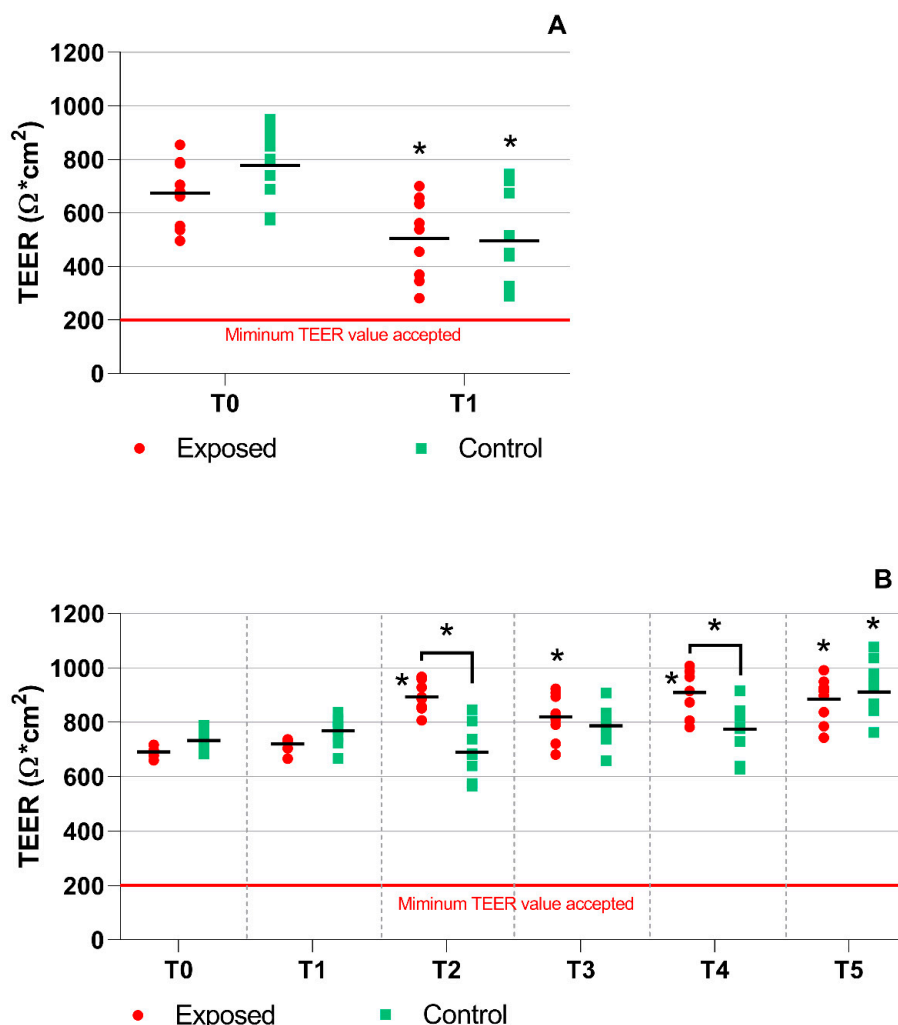 A
1200
1000
800
600
400
200
0
TEER (Ω*cm²)
* *
Miminum TEER value accepted
T0 T1
Exposed Control
B
1200
1000
800
600
400
200
0
TEER (Ω*cm²)
* * * * * * *
Miminum TEER value accepted
T0 T1 T2 T3 T4 T5
Exposed Control